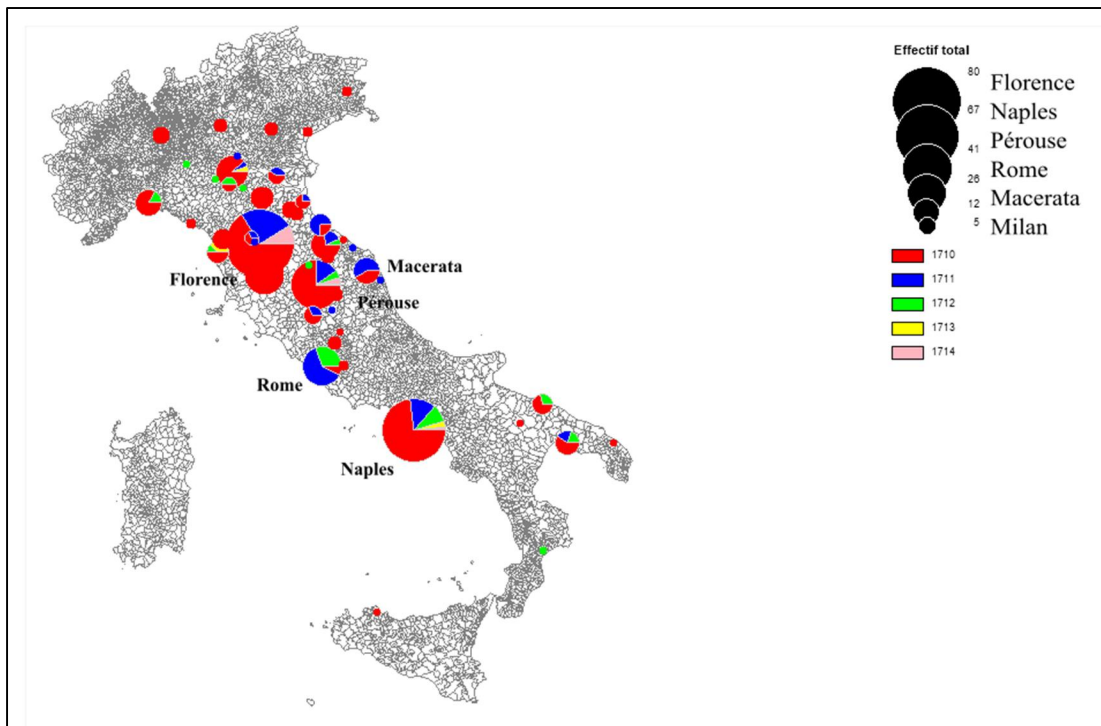 Effectif total
80
Florence
67
Naples
41
Pérouse
26
Rome
12
Macerata
5
Milan
1710
1711
1712
1713
1714
Macerata
Florence
Pérouse
Rome
Naples